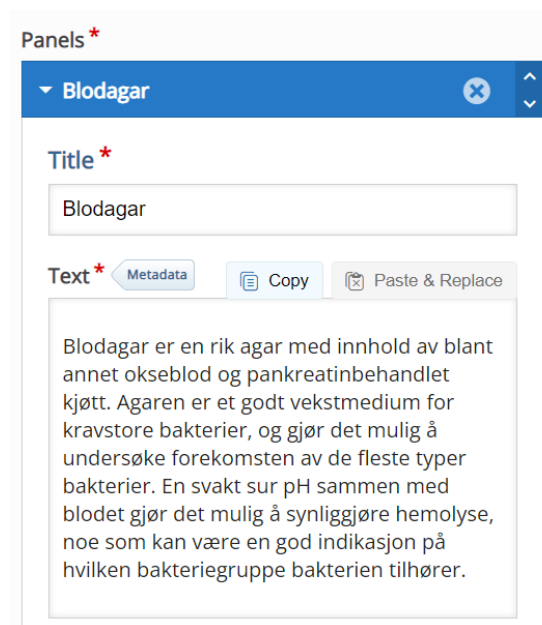 Panels *
Blodagar
Title *
Blodagar
Text * Metadata Copy Paste & Replace
Blodagar er en rik agar med innhold av blant
annet okseblod og pankreatinbehandlet
kjøtt. Agaren er et godt vekstmedium for
kravstore bakterier, og gjør det mulig å
undersøke forekomsten av de fleste typer
bakterier. En svakt sur pH sammen med
blodet gjør det mulig å synliggjøre hemolyse,
noe som kan være en god indikasjon på
hvilken bakteriegruppe bakterien tilhører.